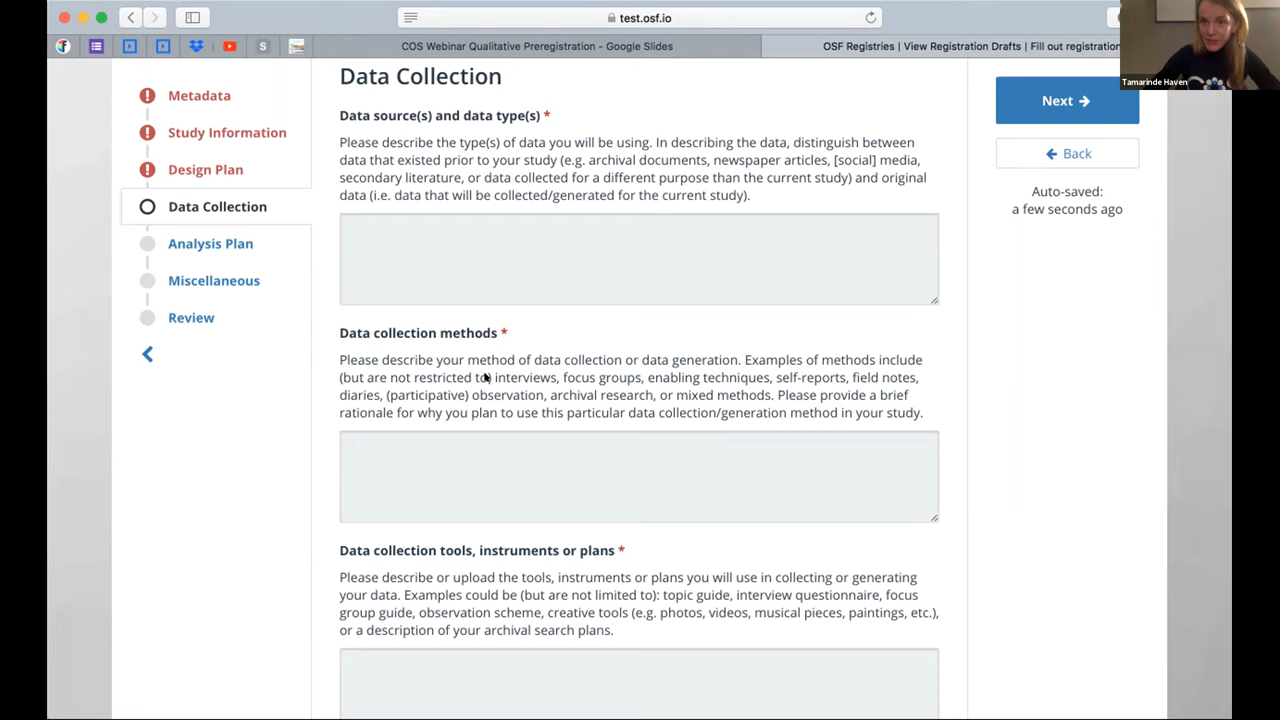 test.osf.io
S
COS Webinar Qualitative Preregistration - Google Slides
OSF Registries | View Registration Drafts | Fill out registration
Tamarinde Haven
Metadata
Study Information
Design Plan
Data Collection
Analysis Plan
Miscellaneous
Review
Data Collection
Data source(s) and data type(s) *
Please describe the type(s) of data you will be using. In describing the data, distinguish between
data that existed prior to your study (e.g. archival documents, newspaper articles, [social] media,
secondary literature, or data collected for a different purpose than the current study) and original
data (i.e. data that will be collected/generated for the current study).
Data collection methods *
Please describe your method of data collection or data generation. Examples of methods include
(but are not restricted to) interviews, focus groups, enabling techniques, self-reports, field notes,
diaries, (participative) observation, archival research, or mixed methods. Please provide a brief
rationale for why you plan to use this particular data collection/generation method in your study.
Data collection tools, instruments or plans *
Please describe or upload the tools, instruments or plans you will use in collecting or generating
your data. Examples could be (but are not limited to): topic guide, interview questionnaire, focus
group guide, observation scheme, creative tools (e.g. photos, videos, musical pieces, paintings, etc.),
or a description of your archival search plans.
Next
Back
Auto-saved:
a few seconds ago